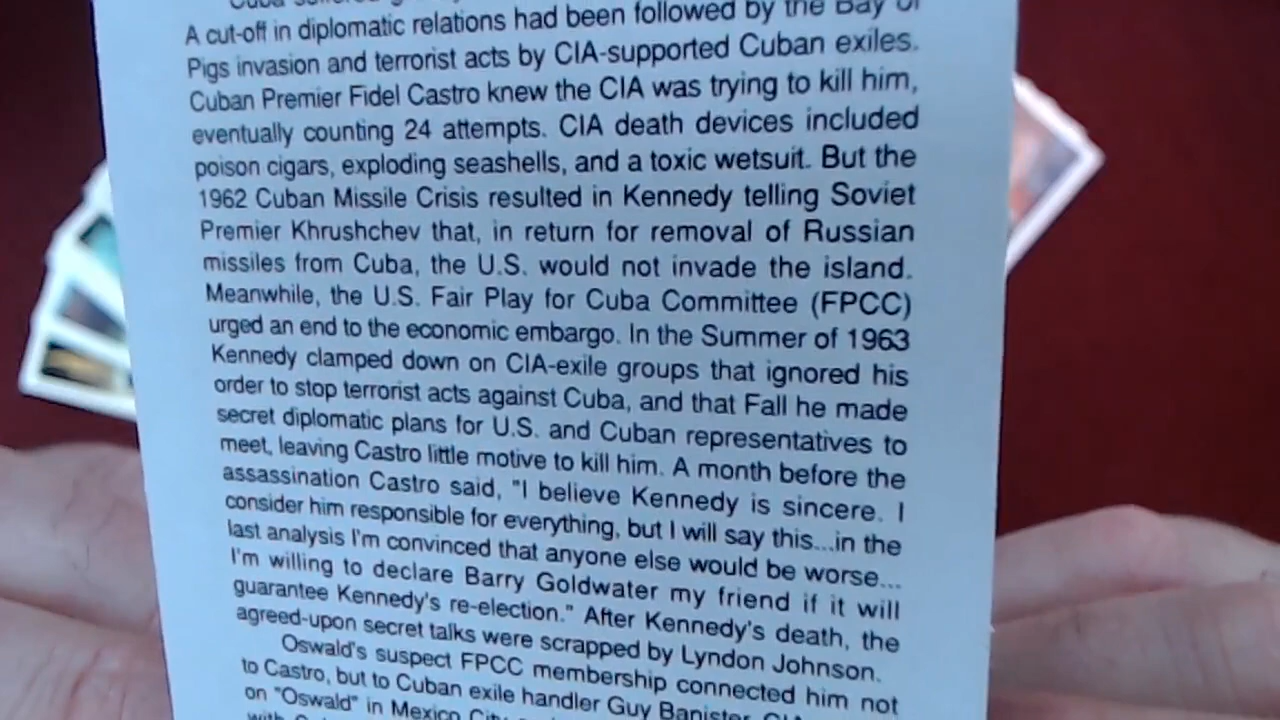 Cuba suffered
A cut-off in diplomatic relations had been followed by the Bay of
Pigs invasion and terrorist acts by CIA-supported Cuban exiles.
Cuban Premier Fidel Castro knew the CIA was trying to kill him,
eventually counting 24 attempts. CIA death devices included
poison cigars, exploding seashells, and a toxic wetsuit. But the
1962 Cuban Missile Crisis resulted in Kennedy telling Soviet
Premier Khrushchev that, in return for removal of Russian
missiles from Cuba, the U.S. would not invade the island.
Meanwhile, the U.S. Fair Play for Cuba Committee (FPCC)
urged an end to the economic embargo. In the Summer of 1963
Kennedy clamped down on CIA-exile groups that ignored his
order to stop terrorist acts against Cuba, and that Fall he made
secret diplomatic plans for U.S. and Cuban representatives to
meet, leaving Castro little motive to kill him. A month before the
assassination Castro said, "I believe Kennedy is sincere. I
consider him responsible for everything, but I will say this...in the
last analysis I'm convinced that anyone else would be worse...
I'm willing to declare Barry Goldwater my friend if it will
guarantee Kennedy's re-election." After Kennedy's death, the
agreed-upon secret talks were scrapped by Lyndon Johnson.
Oswald's suspect FPCC membership connected him not
to Castro, but to Cuban exile handler Guy Banister.
on "Oswald" in Mexico City
with